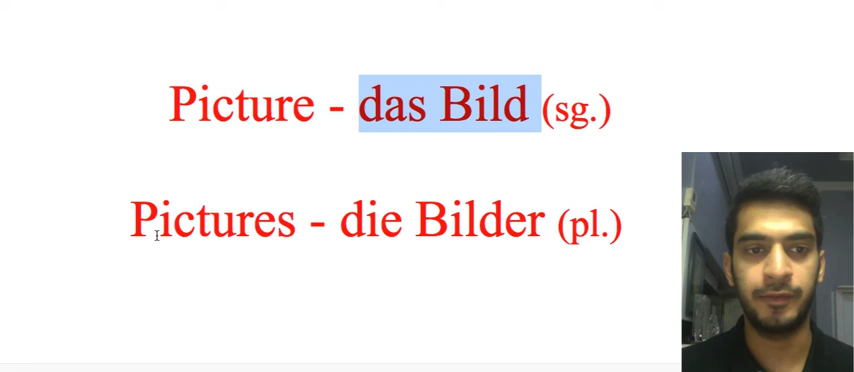 Picture - das Bild (sg.)
Pictures - die Bilder (pl.)